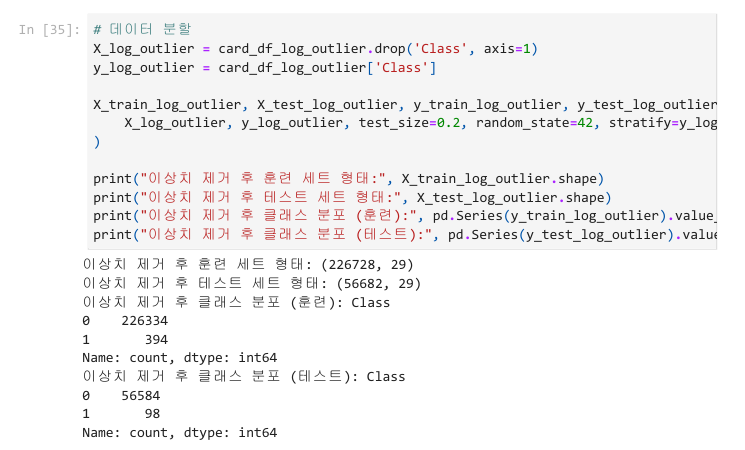 In [35]: # 데이터 분할
X_log_outlier = card_df_log_outlier.drop('Class', axis=1)
y_log_outlier = card_df_log_outlier['Class']
X_train_log_outlier, X_test_log_outlier, y_train_log_outlier, y_test_log_outlier
X_log_outlier, y_log_outlier, test_size=0.2, random_state=42, stratify=y_log
)
print("이상치 제거 후 훈련 세트 형태:", X_train_log_outlier.shape)
print("이상치 제거 후 테스트 세트 형태:", X_test_log_outlier.shape)
print("이상치 제거 후 클래스 분포 (훈련):", pd.Series(y_train_log_outlier).value_
print("이상치 제거 후 클래스 분포 (테스트):", pd.Series(y_test_log_outlier).value
이상치 제거 후 훈련 세트 형태: (226728, 29)
이상치 제거 후 테스트 세트 형태: (56682, 29)
이상치 제거 후 클래스 분포 (훈련): Class
0    226334
1       394
Name: count, dtype: int64
이상치 제거 후 클래스 분포 (테스트): Class
0    56584
1       98
Name: count, dtype: int64